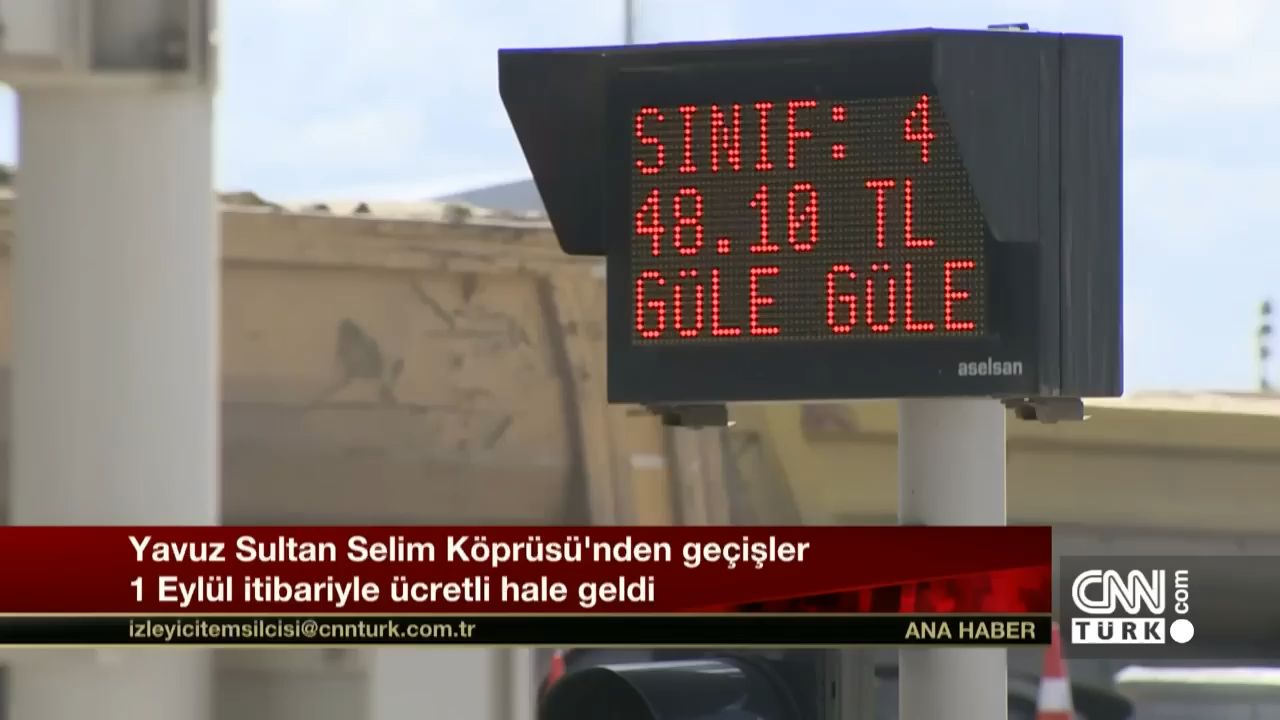 SINIF: 4
48.10 TL
GÜLE GÜLE
aselsan
Yavuz Sultan Selim Köprüsü'nden geçişler
1 Eylül itibariyle ücretli hale geldi
izleyicitemsilcisi@cnnturk.com.tr
ANA HABER
CNN
TÜRK
.com